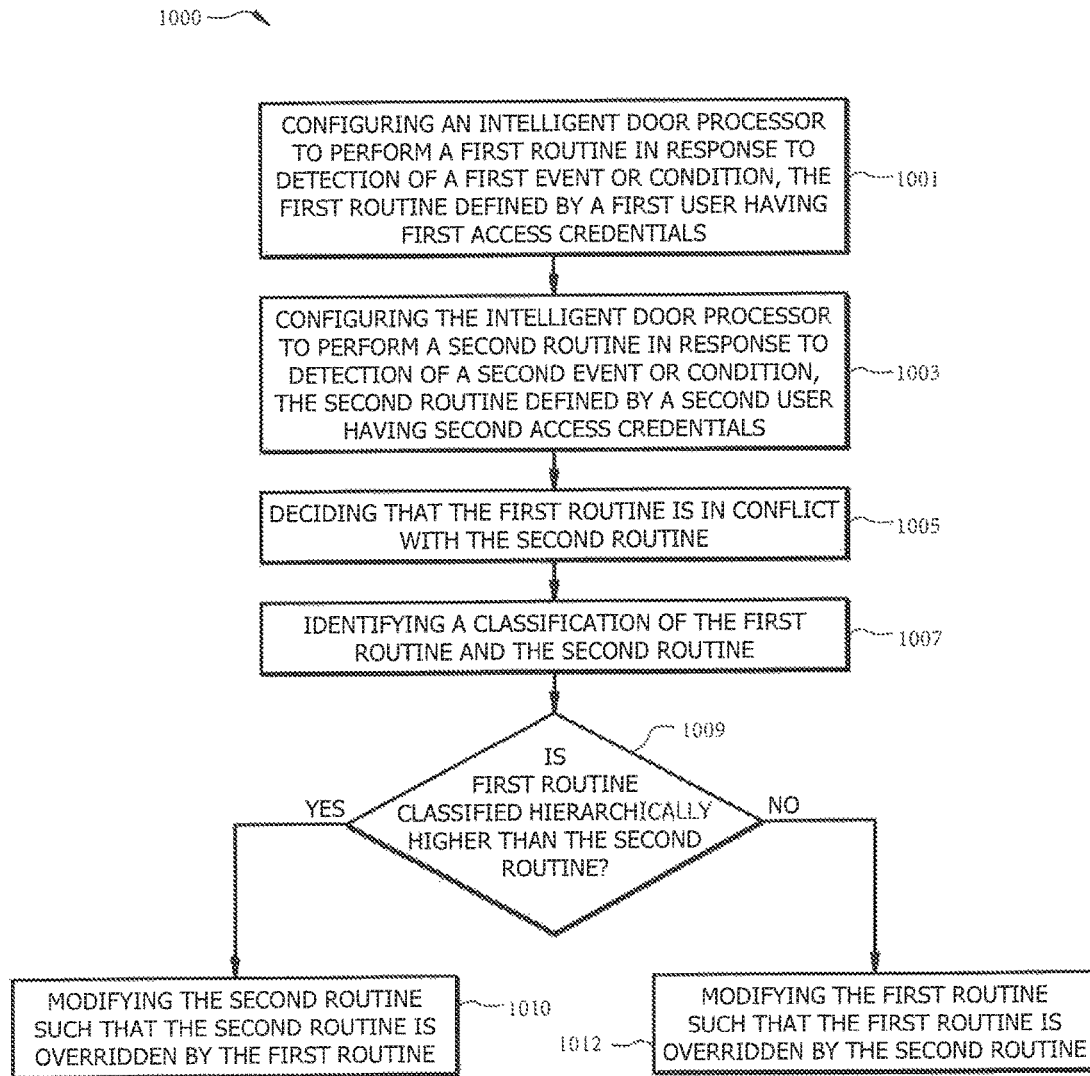 1000
CONFIGURING AN INTELLIGENT DOOR PROCESSOR
TO PERFORM A FIRST ROUTINE IN RESPONSE TO
DETECTION OF A FIRST EVENT OR CONDITION, THE
FIRST ROUTINE DEFINED BY A FIRST USER HAVING
FIRST ACCESS CREDENTIALS
1001
CONFIGURING THE INTELLIGENT DOOR PROCESSOR
TO PERFORM A SECOND ROUTINE IN RESPONSE TO
DETECTION OF A SECOND EVENT OR CONDITION,
THE SECOND ROUTINE DEFINED BY A SECOND USER
HAVING SECOND ACCESS CREDENTIALS
1003
DECIDING THAT THE FIRST ROUTINE IS IN CONFLICT
WITH THE SECOND ROUTINE
1005
IDENTIFYING A CLASSIFICATION OF THE FIRST
ROUTINE AND THE SECOND ROUTINE
1007
1009
IS
FIRST ROUTINE
CLASSIFIED HIERARCHICALLY
HIGHER THAN THE SECOND
ROUTINE?
YES
NO
MODIFYING THE SECOND ROUTINE
SUCH THAT THE SECOND ROUTINE IS
OVERRIDDEN BY THE FIRST ROUTINE
1010
MODIFYING THE FIRST ROUTINE
SUCH THAT THE FIRST ROUTINE IS
OVERRIDDEN BY THE SECOND ROUTINE
1012